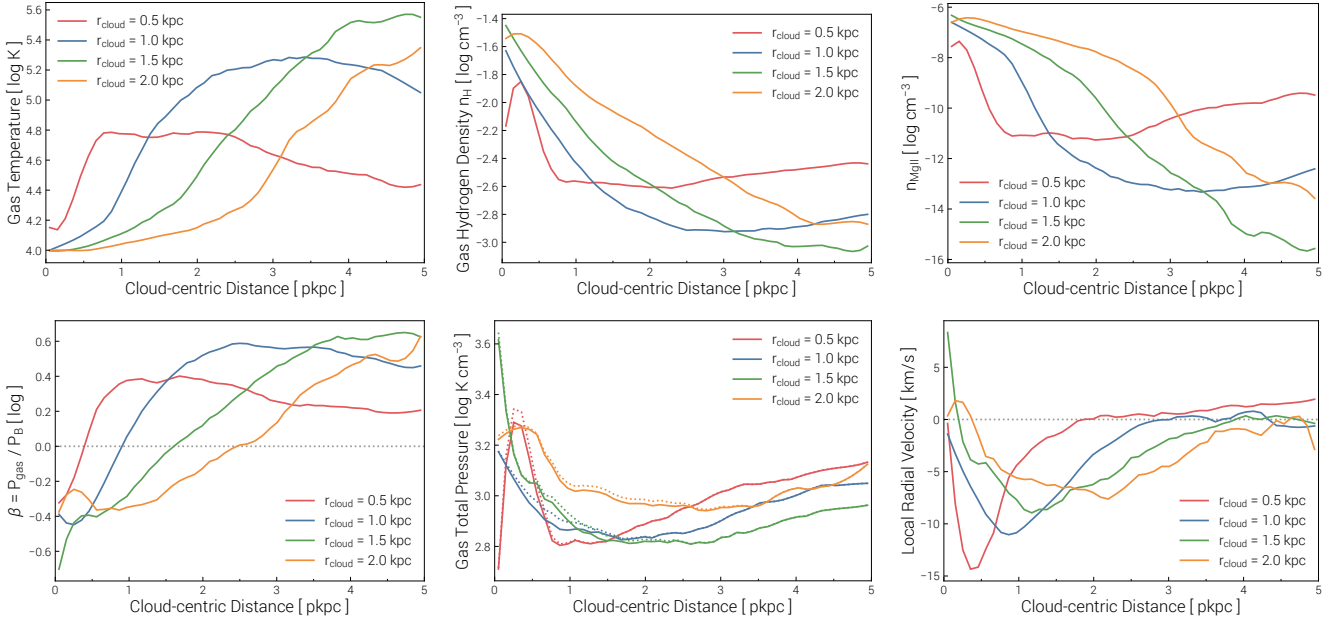 Gas Temperature [ log K ]
5.6
5.4
5.2
5.0
4.8
4.6
4.4
4.2
4.0
r_cloud = 0.5 kpc
r_cloud = 1.0 kpc
r_cloud = 1.5 kpc
r_cloud = 2.0 kpc
0 1 2 3 4 5
Cloud-centric Distance [ pkpc ]
Gas Hydrogen Density n_H [ log cm⁻³ ]
−1.4
−1.6
−1.8
−2.0
−2.2
−2.4
−2.6
−2.8
−3.0
r_cloud = 0.5 kpc
r_cloud = 1.0 kpc
r_cloud = 1.5 kpc
r_cloud = 2.0 kpc
0 1 2 3 4 5
Cloud-centric Distance [ pkpc ]
n_MgII [ log cm⁻³ ]
−6
−8
−10
−12
−14
−16
r_cloud = 0.5 kpc
r_cloud = 1.0 kpc
r_cloud = 1.5 kpc
r_cloud = 2.0 kpc
0 1 2 3 4 5
Cloud-centric Distance [ pkpc ]
β = P_gas / P_B [ log ]
0.6
0.4
0.2
0.0
−0.2
−0.4
−0.6
r_cloud = 0.5 kpc
r_cloud = 1.0 kpc
r_cloud = 1.5 kpc
r_cloud = 2.0 kpc
0 1 2 3 4 5
Cloud-centric Distance [ pkpc ]
Gas Total Pressure [ log K cm⁻³ ]
3.6
3.4
3.2
3.0
2.8
r_cloud = 0.5 kpc
r_cloud = 1.0 kpc
r_cloud = 1.5 kpc
r_cloud = 2.0 kpc
0 1 2 3 4 5
Cloud-centric Distance [ pkpc ]
Local Radial Velocity [ km/s ]
5
0
−5
−10
−15
r_cloud = 0.5 kpc
r_cloud = 1.0 kpc
r_cloud = 1.5 kpc
r_cloud = 2.0 kpc
0 1 2 3 4 5
Cloud-centric Distance [ pkpc ]